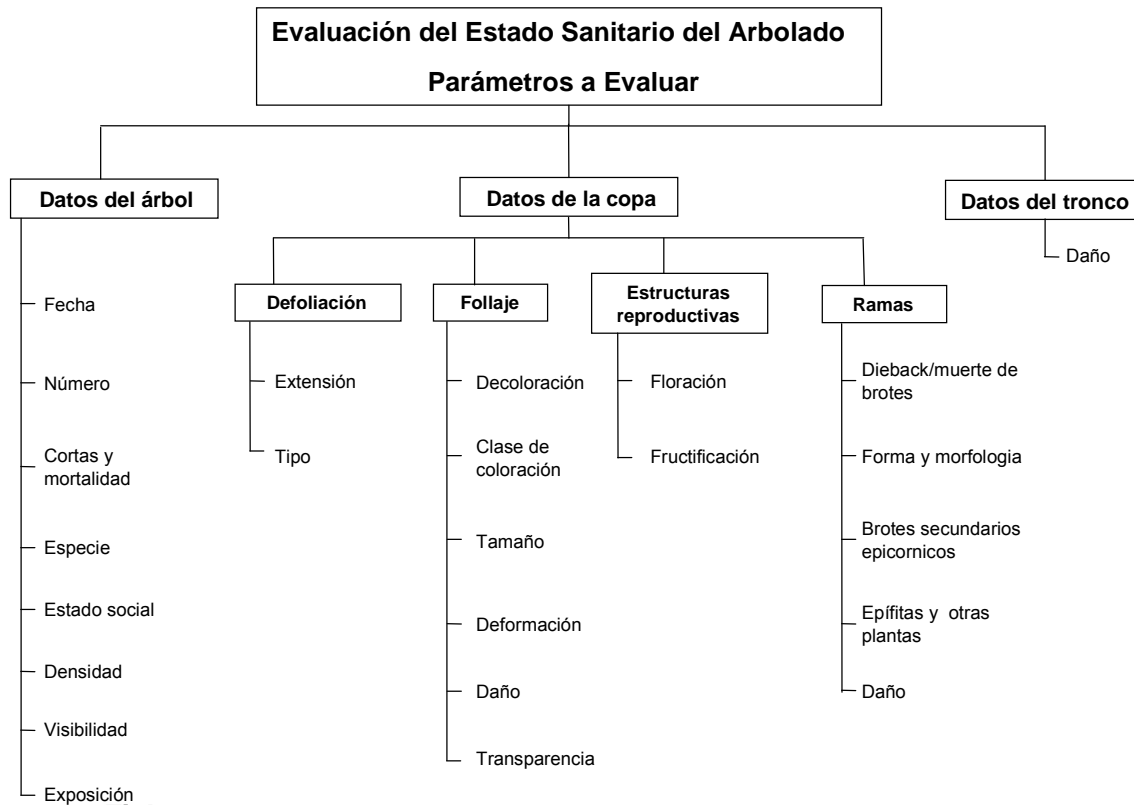 Evaluación del Estado Sanitario del Arbolado
Parámetros a Evaluar
Datos del árbol
Fecha
Número
Cortas y
mortalidad
Especie
Estado social
Densidad
Visibilidad
Exposición
Datos de la copa
Defoliación
Extensión
Tipo
Follaje
Decoloración
Clase de
coloración
Tamaño
Deformación
Daño
Transparencia
Estructuras
reproductivas
Floración
Fructificación
Ramas
Dieback/muerte de
brotes
Forma y morfologia
Brotes secundarios
epicornicos
Epífitas y otras
plantas
Daño
Datos del tronco
Daño